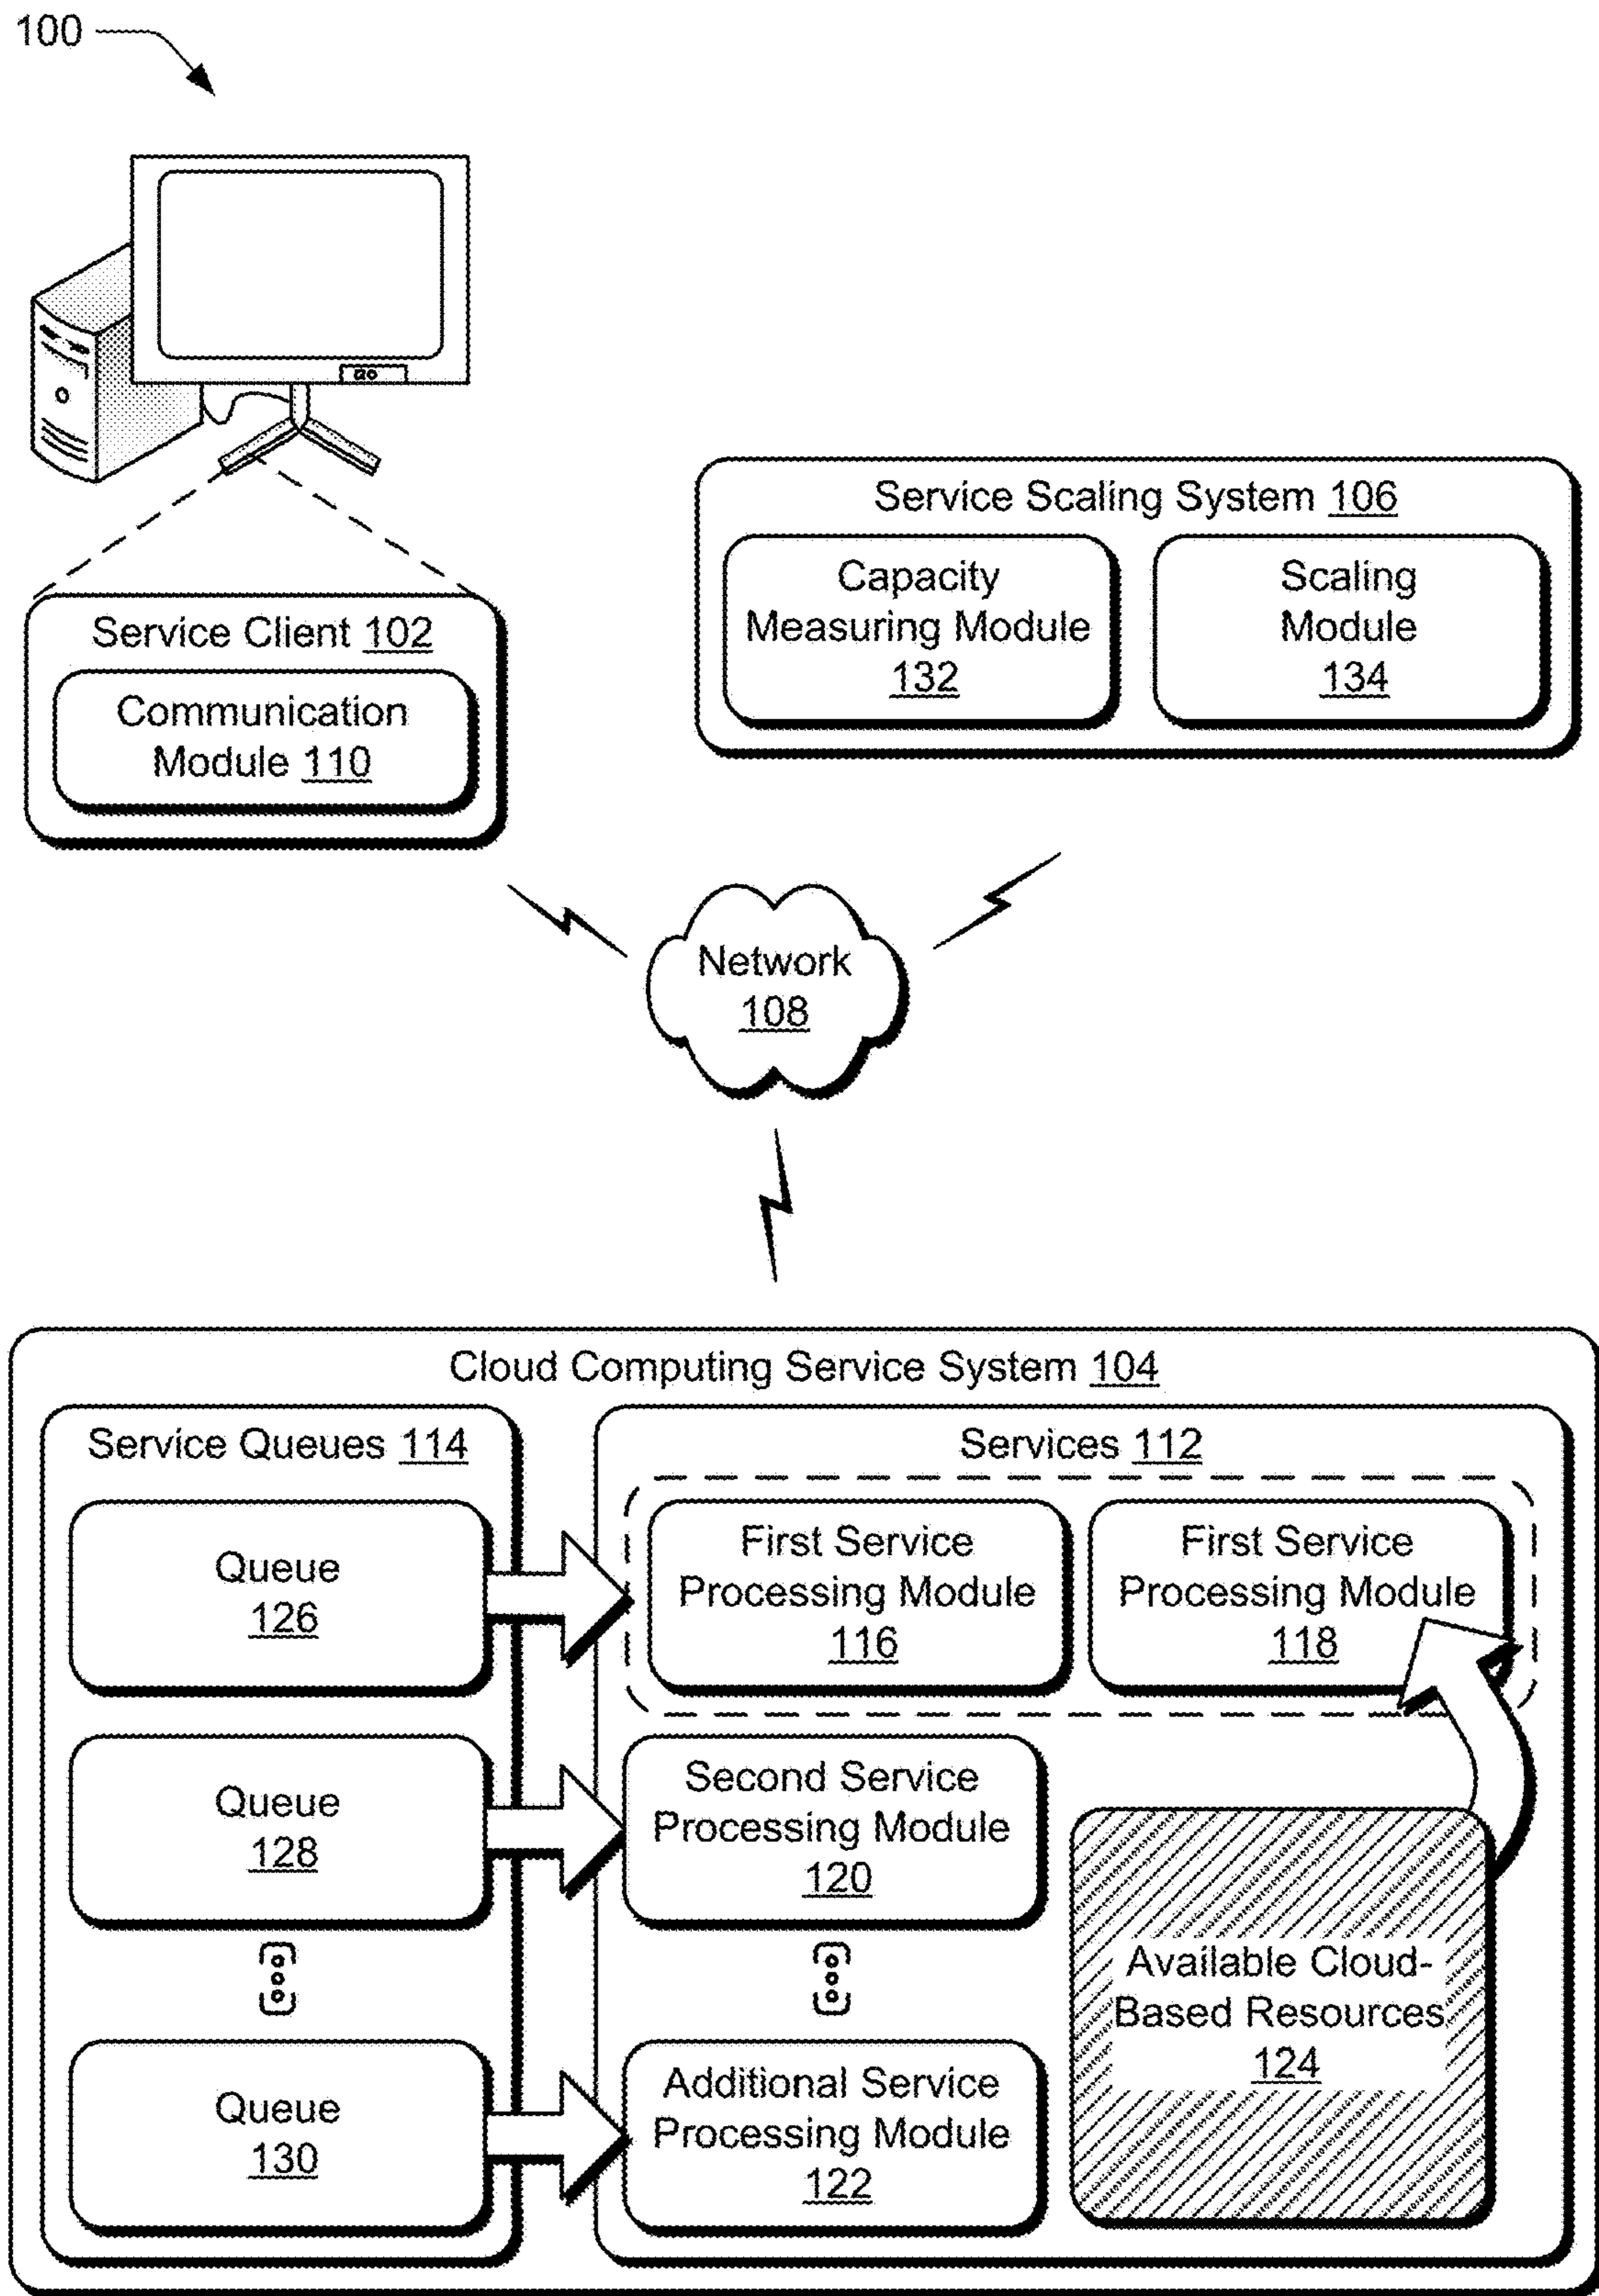 100
Service Client 102
Communication
Module 110
Service Scaling System 106
Capacity
Measuring Module
132
Scaling
Module
134
Network
108
Cloud Computing Service System 104
Service Queues 114
Queue
126
Queue
128
Queue
130
Services 112
First Service
Processing Module
116
First Service
Processing Module
118
Second Service
Processing Module
120
Additional Service
Processing Module
122
Available Cloud-
Based Resources
124